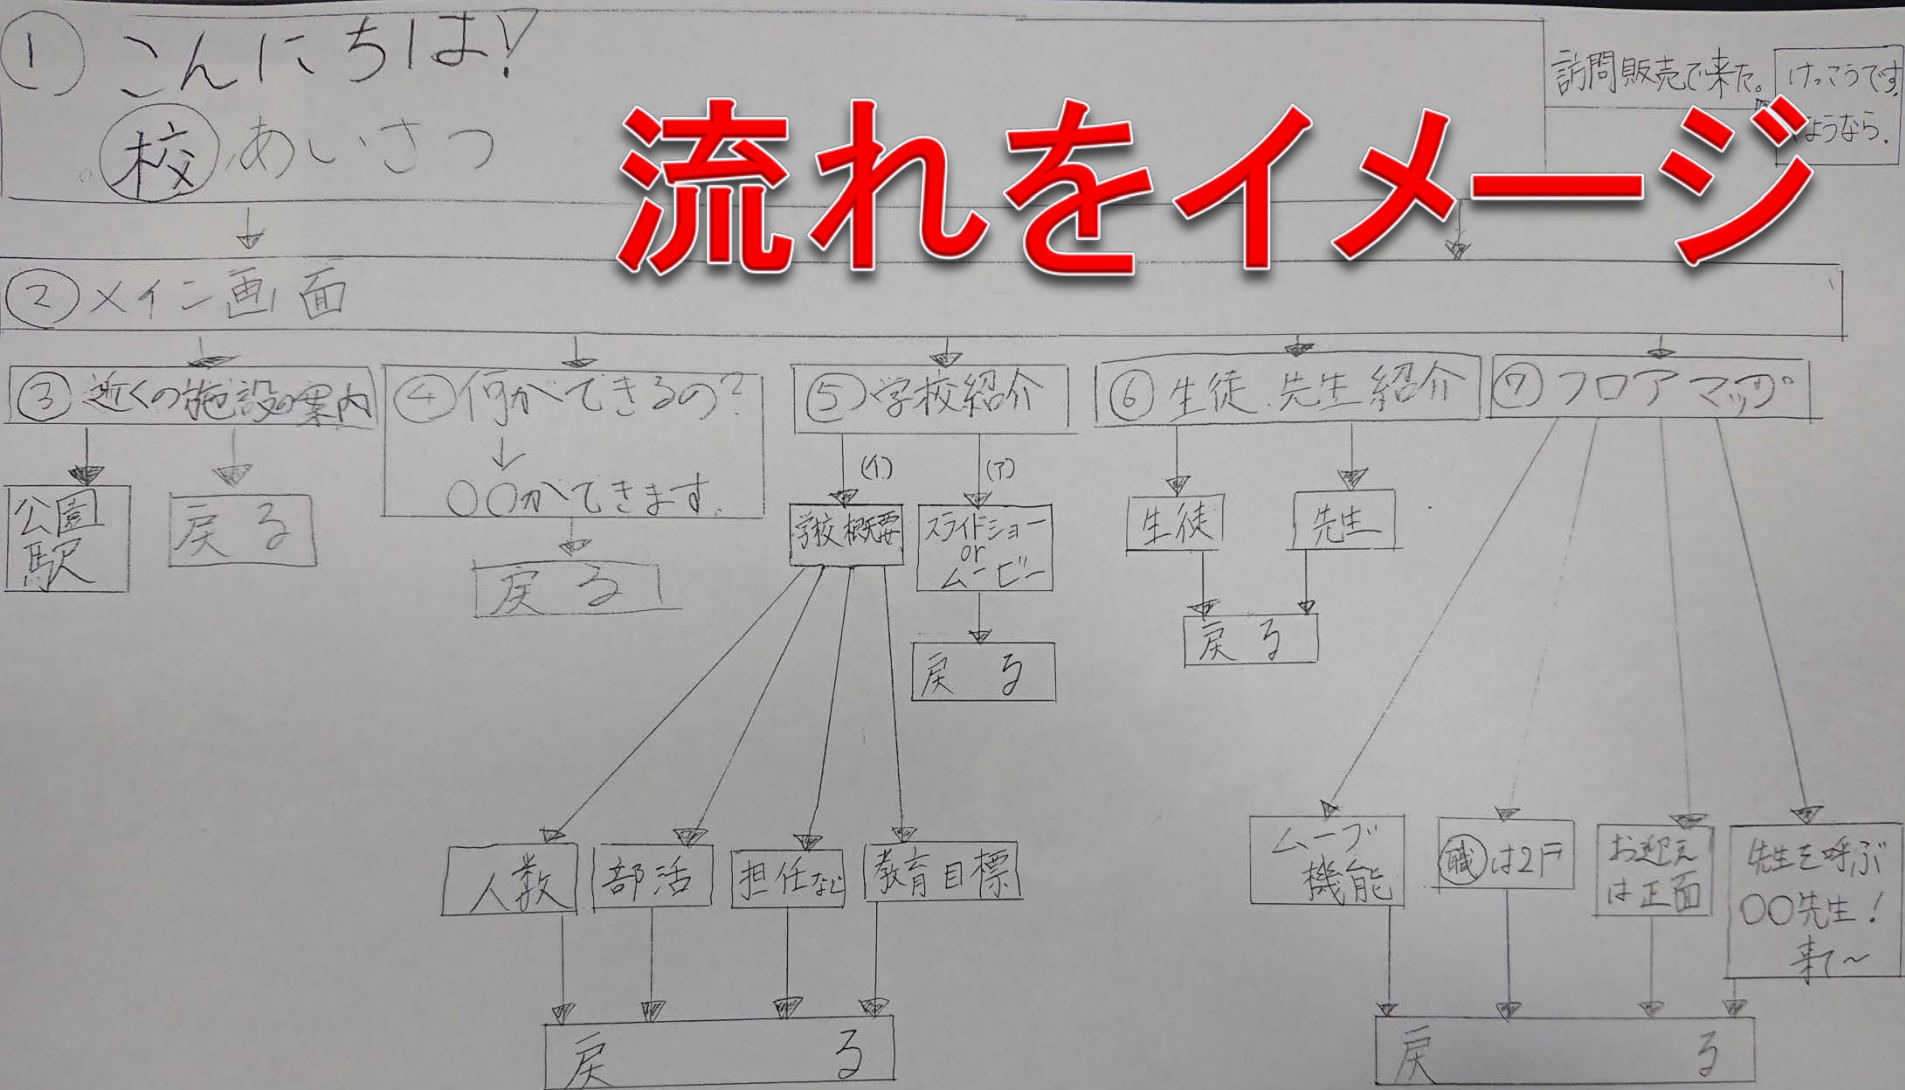 ① こんにちは!
校 あいさつ
訪問販売で来た。
けっこうです。
さようなら.
流れをイメージ
② メイン画面
③ 近くの施設の案内
公園
駅
戻る
④ 何ができるの?
↓
〇〇ができます.
戻る
⑤ 学校紹介
(イ)
(ア)
学校概要
スライドショー
or
ムービー
戻る
人数
部活
担任など
教育目標
戻る
⑥ 生徒、先生紹介
生徒
先生
戻る
⑦ フロアマップ
ムーブ
機能
職は2F
お迎え
は正面
先生を呼ぶ
〇〇先生!
来て~
戻る